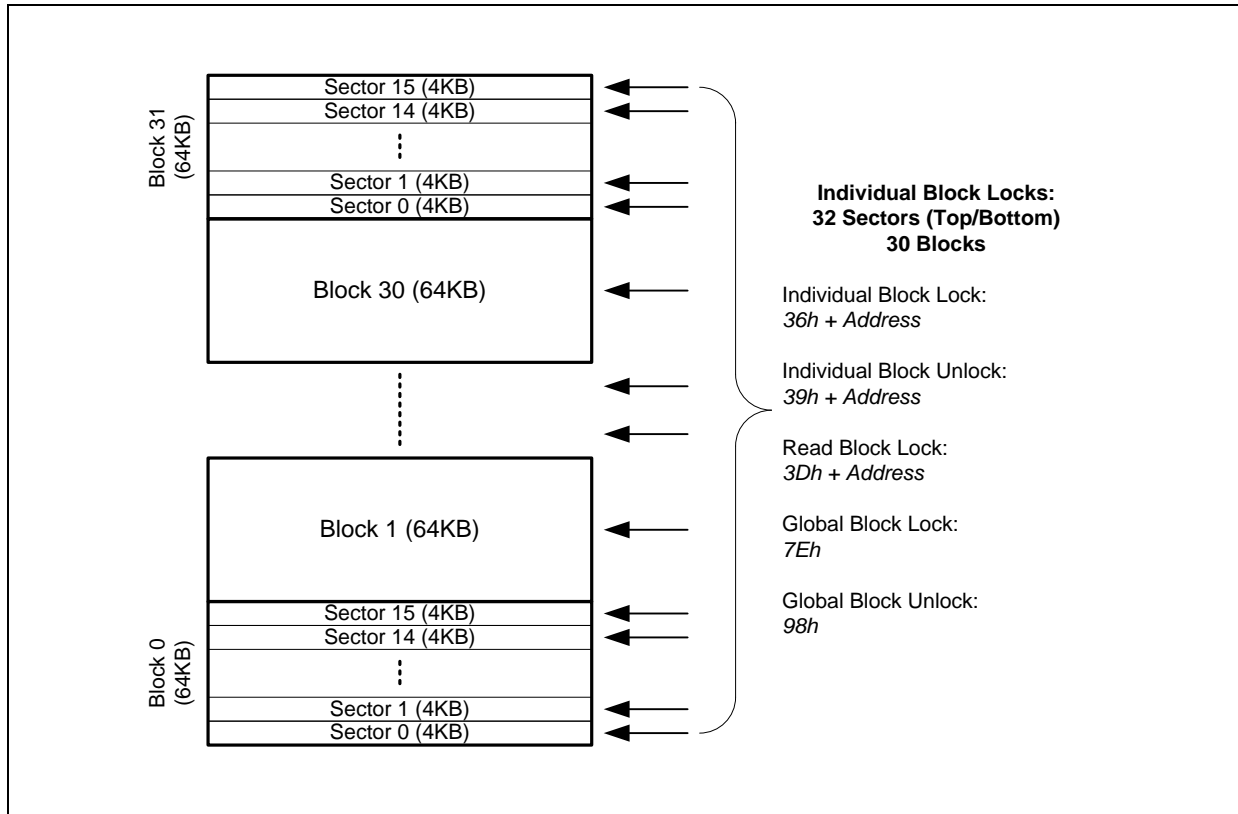 Block 31
(64KB)
Sector 15 (4KB)
Sector 14 (4KB)
Sector 1 (4KB)
Sector 0 (4KB)
Block 30 (64KB)
Block 1 (64KB)
Block 0
(64KB)
Sector 15 (4KB)
Sector 14 (4KB)
Sector 1 (4KB)
Sector 0 (4KB)
Individual Block Locks:
32 Sectors (Top/Bottom)
30 Blocks
Individual Block Lock:
36h + Address
Individual Block Unlock:
39h + Address
Read Block Lock:
3Dh + Address
Global Block Lock:
7Eh
Global Block Unlock:
98h